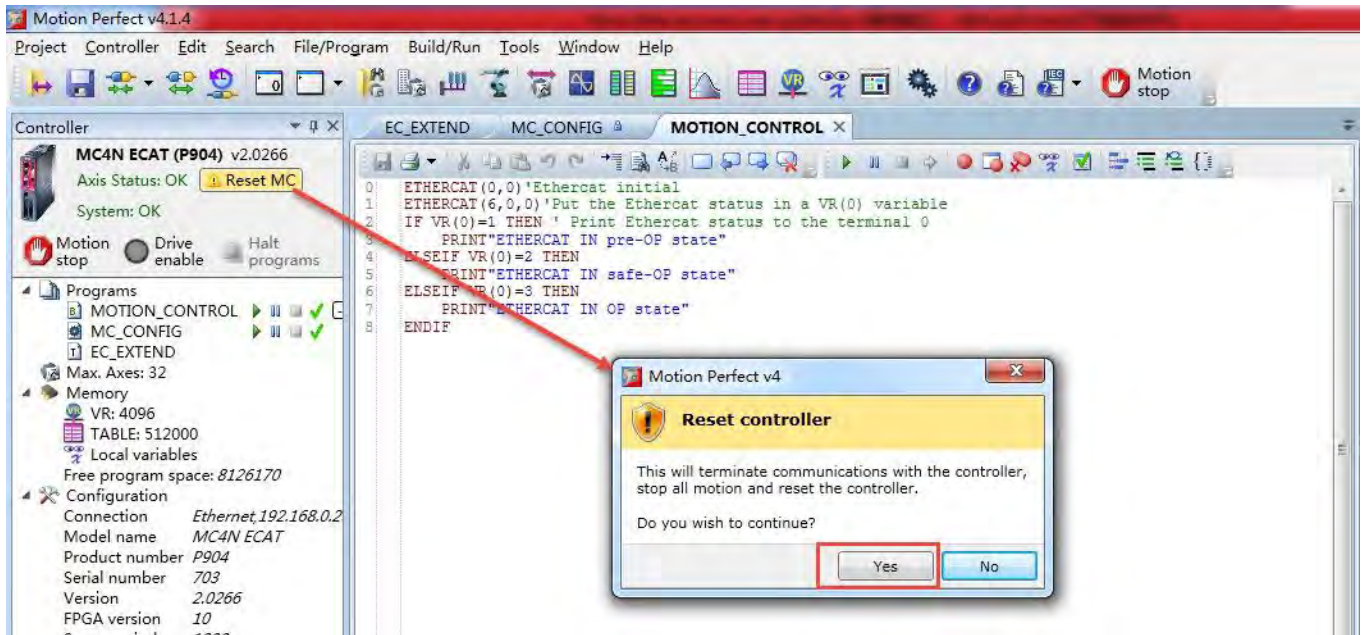 Motion Perfect v4.1.4
Project Controller Edit Search File/Program Build/Run Tools Window Help
Motion stop
Controller
MC4N ECAT (P904) v2.0266
Axis Status: OK Reset MC
System: OK
Motion stop Drive enable Halt programs
Programs
MOTION_CONTROL
MC_CONFIG
EC_EXTEND
Max. Axes: 32
Memory
VR: 4096
TABLE: 512000
Local variables
Free program space: 8126170
Configuration
Connection Ethernet,192.168.0.2
Model name MC4N ECAT
Product number P904
Serial number 703
Version 2.0266
FPGA version 10
EC_EXTEND MC_CONFIG MOTION_CONTROL
0 ETHERCAT(0,0)'Ethercat initial
1 ETHERCAT(6,0,0)'Put the Ethercat status in a VR(0) variable
2 IF VR(0)=1 THEN ' Print Ethercat status to the terminal 0
3 PRINT"ETHERCAT IN pre-OP state"
4 ELSEIF VR(0)=2 THEN
5 PRINT"ETHERCAT IN safe-OP state"
6 ELSEIF VR(0)=3 THEN
7 PRINT"ETHERCAT IN OP state"
8 ENDIF
Motion Perfect v4
Reset controller
This will terminate communications with the controller,
stop all motion and reset the controller.
Do you wish to continue?
Yes No